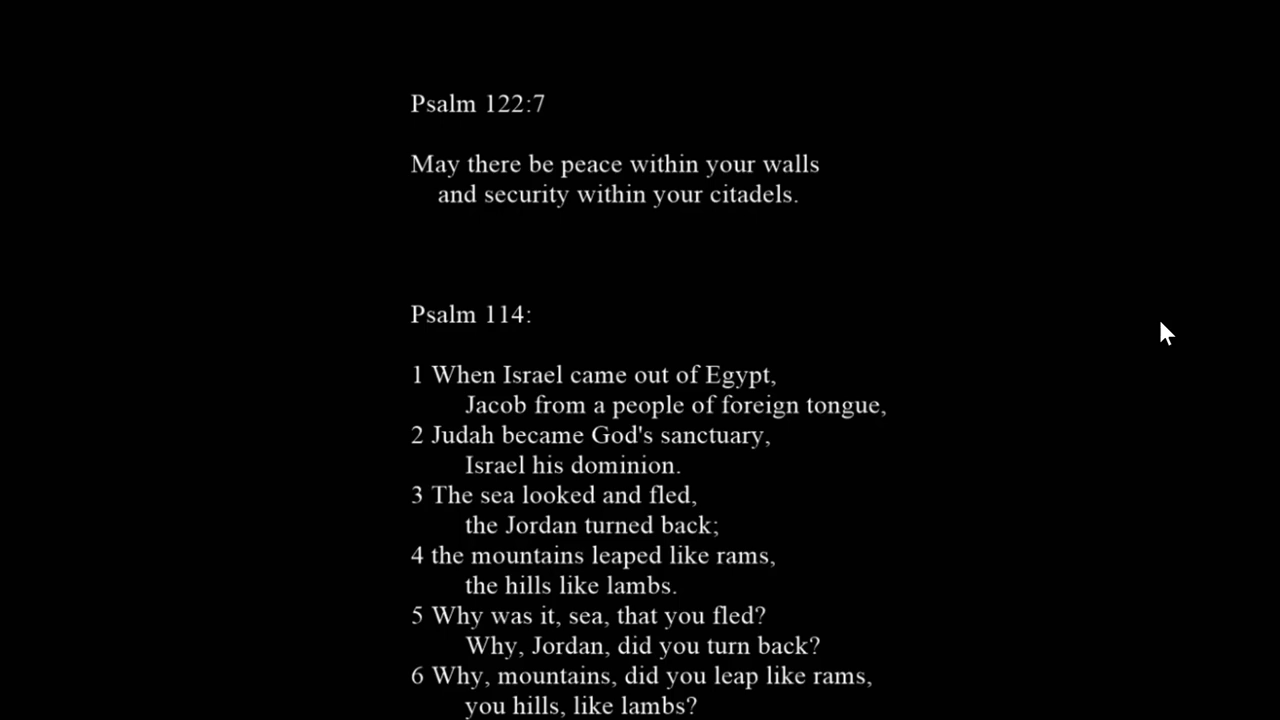 Psalm 122:7
May there be peace within your walls
and security within your citadels.
Psalm 114:
1 When Israel came out of Egypt,
Jacob from a people of foreign tongue,
2 Judah became God's sanctuary,
Israel his dominion.
3 The sea looked and fled,
the Jordan turned back;
4 the mountains leaped like rams,
the hills like lambs.
5 Why was it, sea, that you fled?
Why, Jordan, did you turn back?
6 Why, mountains, did you leap like rams,
you hills, like lambs?